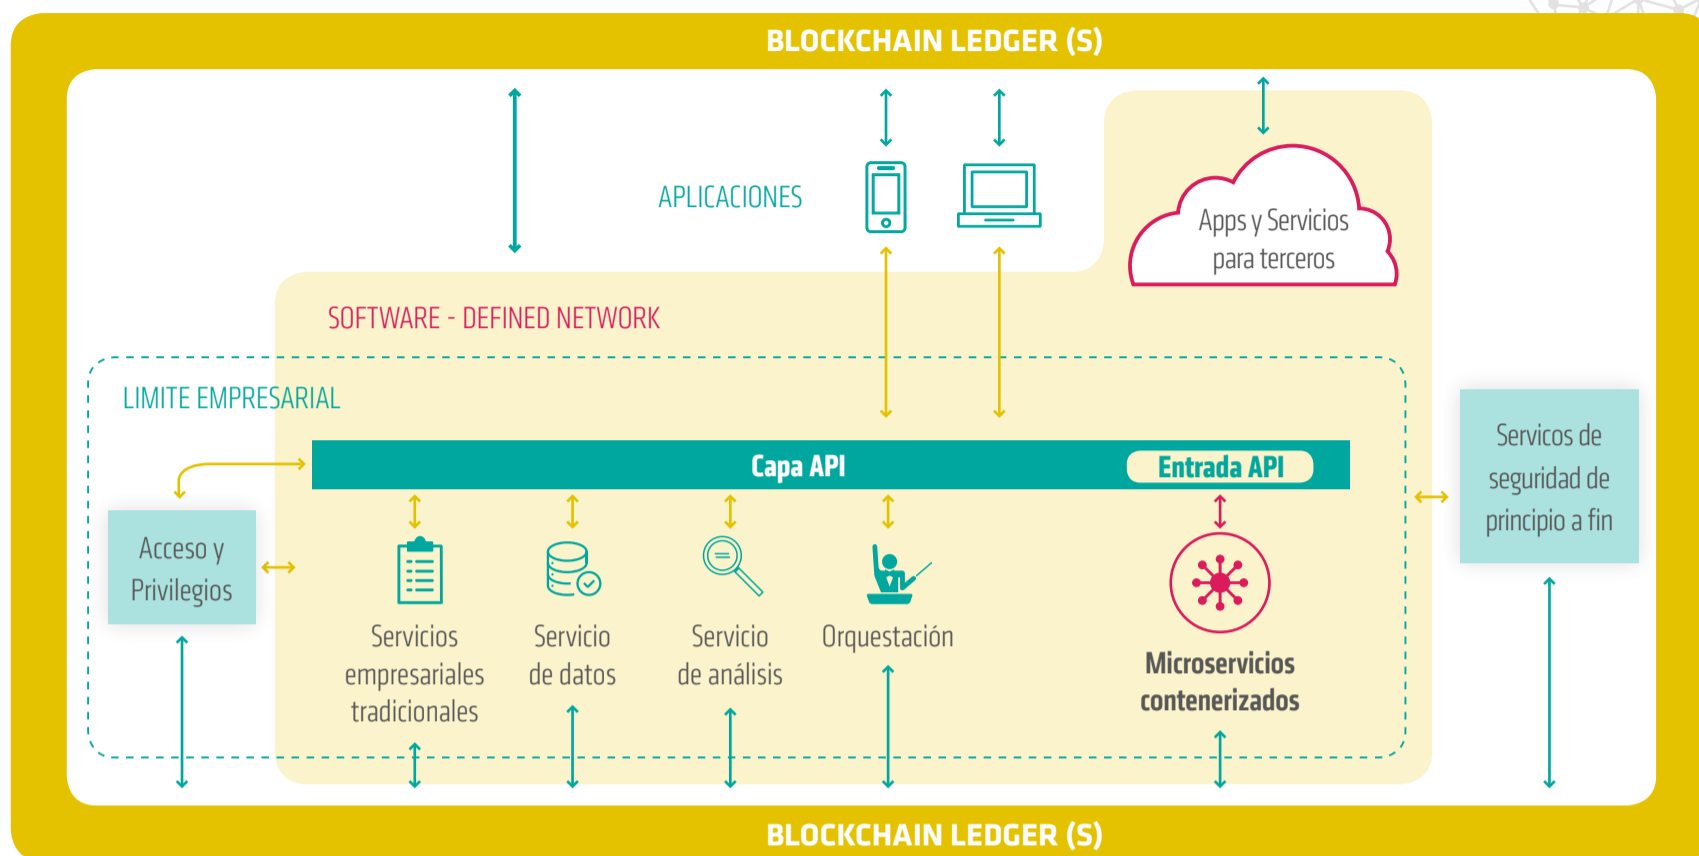 BLOCKCHAIN LEDGER (S)
APLICACIONES
Apps y Servicios
para terceros
SOFTWARE - DEFINED NETWORK
LIMITE EMPRESARIAL
Capa API
Entrada API
Servicos de
seguridad de
principio a fin
Acceso y
Privilegios
Servicios
empresariales
tradicionales
Servicio
de datos
Servicio
de análisis
Orquestación
Microservicios
contenerizados
BLOCKCHAIN LEDGER (S)